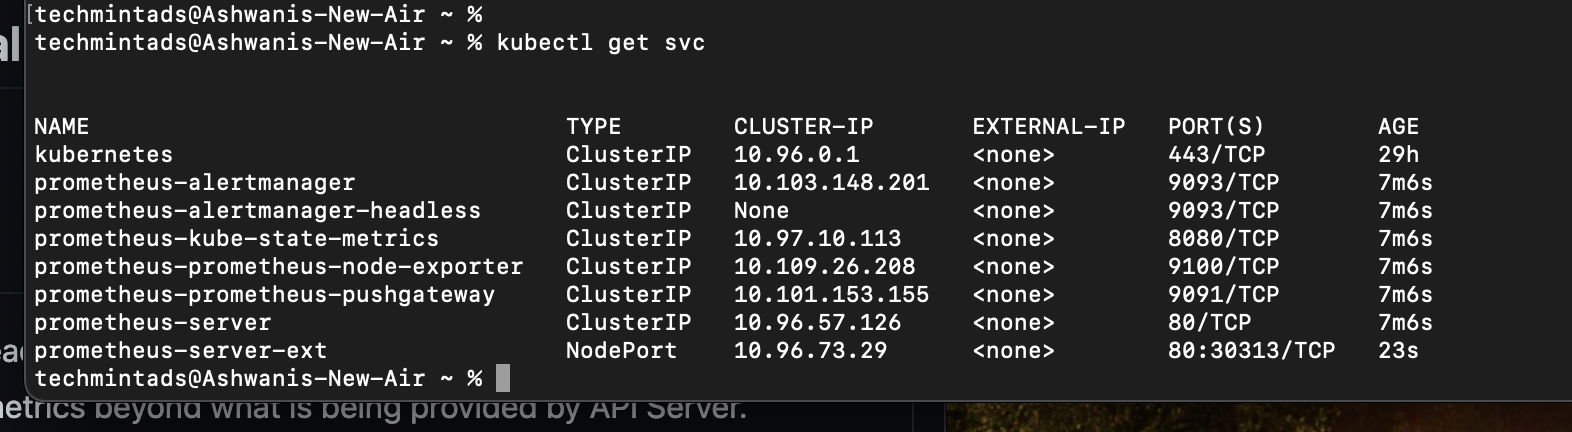 [techmintads@Ashwanis-New-Air ~ %
techmintads@Ashwanis-New-Air ~ % kubectl get svc
al
NAME TYPE CLUSTER-IP EXTERNAL-IP PORT(S) AGE
kubernetes ClusterIP 10.96.0.1 <none> 443/TCP 29h
prometheus-alertmanager ClusterIP 10.103.148.201 <none> 9093/TCP 7m6s
prometheus-alertmanager-headless ClusterIP None <none> 9093/TCP 7m6s
prometheus-kube-state-metrics ClusterIP 10.97.10.113 <none> 8080/TCP 7m6s
prometheus-prometheus-node-exporter ClusterIP 10.109.26.208 <none> 9100/TCP 7m6s
prometheus-prometheus-pushgateway ClusterIP 10.101.153.155 <none> 9091/TCP 7m6s
prometheus-server ClusterIP 10.96.57.126 <none> 80/TCP 7m6s
prometheus-server-ext NodePort 10.96.73.29 <none> 80:30313/TCP 23s
techmintads@Ashwanis-New-Air ~ %
etrics beyond what is being provided by API Server.